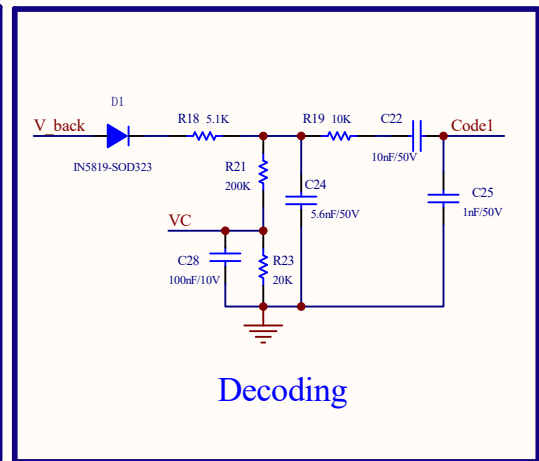 D1
R18 5.1K
R19 10K
C22
V_back
Code1
10nF/50V
IN5819-SOD323
R21
200K
C24
5.6nF/50V
C25
1nF/50V
VC
C28
100nF/10V
R23
20K
Decoding